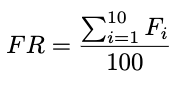 FR = \frac{\sum_{i=1}^{10} F_i}{100}